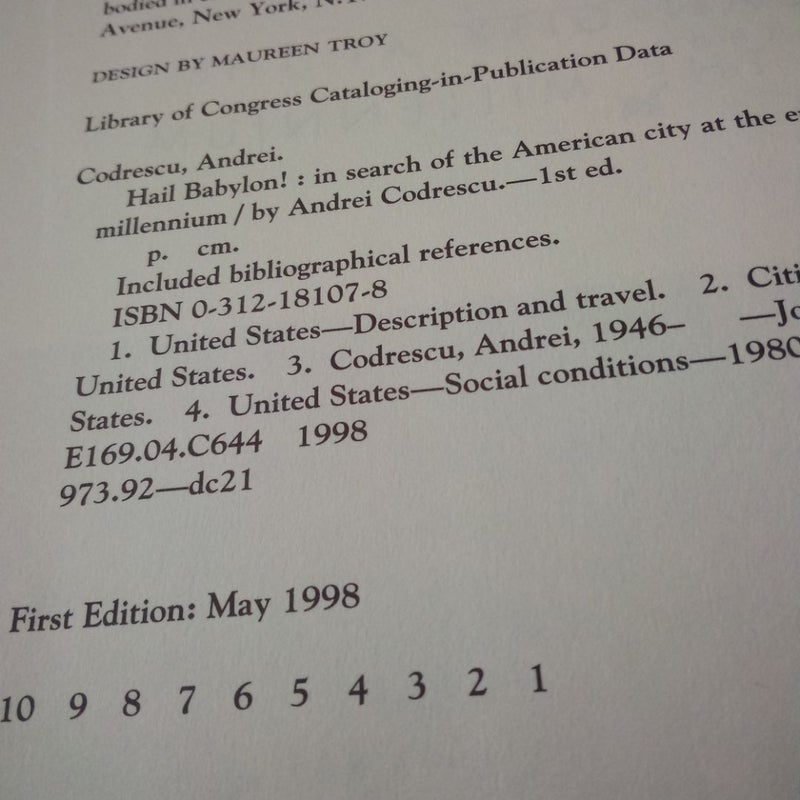 bodied in
Avenue, New York, N.Y.
DESIGN BY MAUREEN TROY
Library of Congress Cataloging-in-Publication Data
Codrescu, Andrei.
Hail Babylon! : in search of the American city at the
millennium / by Andrei Codrescu.—1st ed.
p. cm.
Included bibliographical references.
ISBN 0-312-18107-8
1. United States—Description and travel. 2. Citi
United States. 3. Codrescu, Andrei, 1946– —Jo
States. 4. United States—Social conditions—1980
E169.04.C644 1998
973.92—dc21
First Edition: May 1998
10 9 8 7 6 5 4 3 2 1